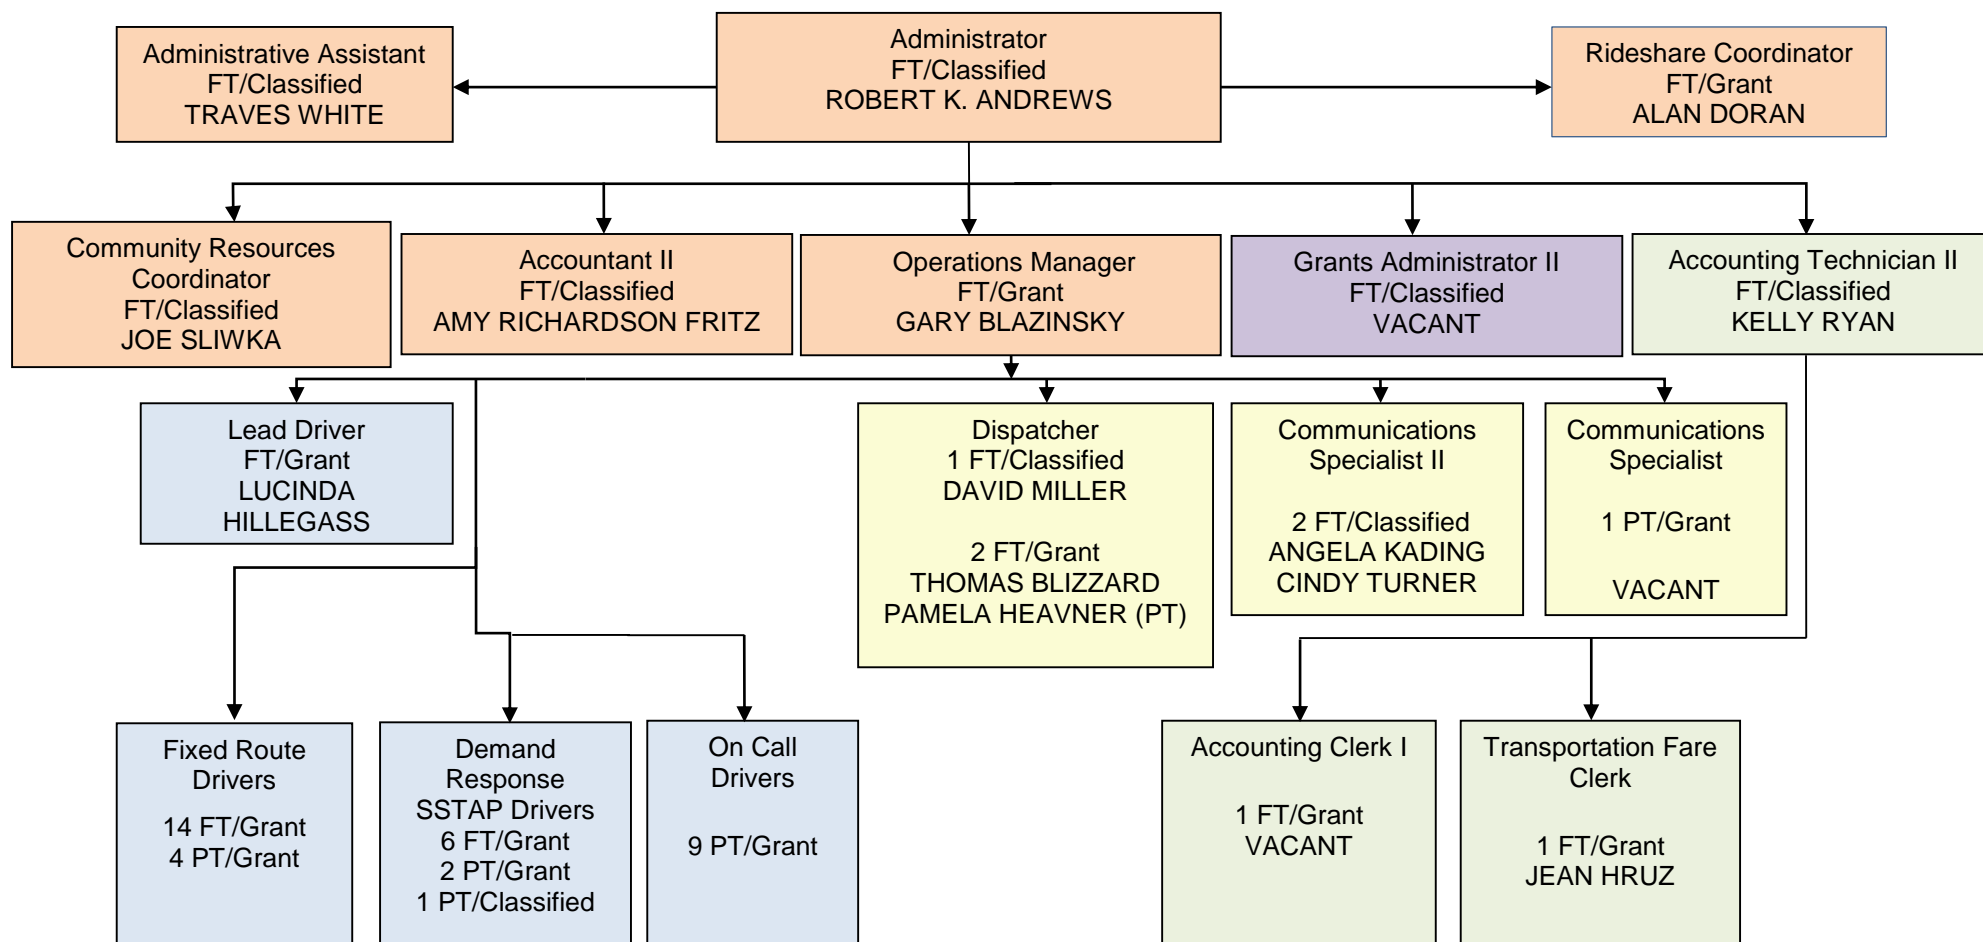 Administrative Assistant
FT/Classified
TRAVES WHITE
Administrator
FT/Classified
ROBERT K. ANDREWS
Rideshare Coordinator
FT/Grant
ALAN DORAN
Community Resources
Coordinator
FT/Classified
JOE SLIWKA
Accountant II
FT/Classified
AMY RICHARDSON FRITZ
Operations Manager
FT/Grant
GARY BLAZINSKY
Grants Administrator II
FT/Classified
VACANT
Accounting Technician II
FT/Classified
KELLY RYAN
Lead Driver
FT/Grant
LUCINDA
HILLEGASS
Dispatcher
1 FT/Classified
DAVID MILLER
2 FT/Grant
THOMAS BLIZZARD
PAMELA HEAVNER (PT)
Communications
Specialist II
2 FT/Classified
ANGELA KADING
CINDY TURNER
Communications
Specialist
1 PT/Grant
VACANT
Fixed Route
Drivers
14 FT/Grant
4 PT/Grant
Demand
Response
SSTAP Drivers
6 FT/Grant
2 PT/Grant
1 PT/Classified
On Call
Drivers
9 PT/Grant
Accounting Clerk I
1 FT/Grant
VACANT
Transportation Fare
Clerk
1 FT/Grant
JEAN HRUZ